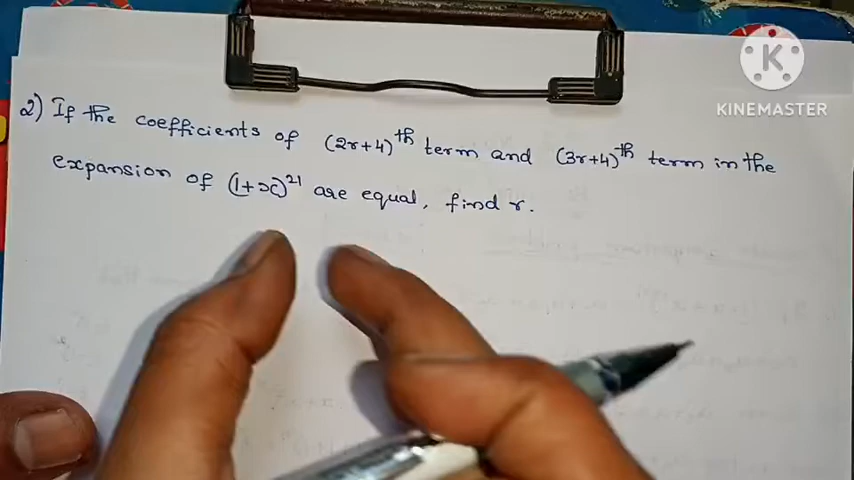 2) If the coefficients of (2r+4)th term and (3r+4)th term in the
expansion of (1+x)^21 are equal, find r.
K
KINEMASTER